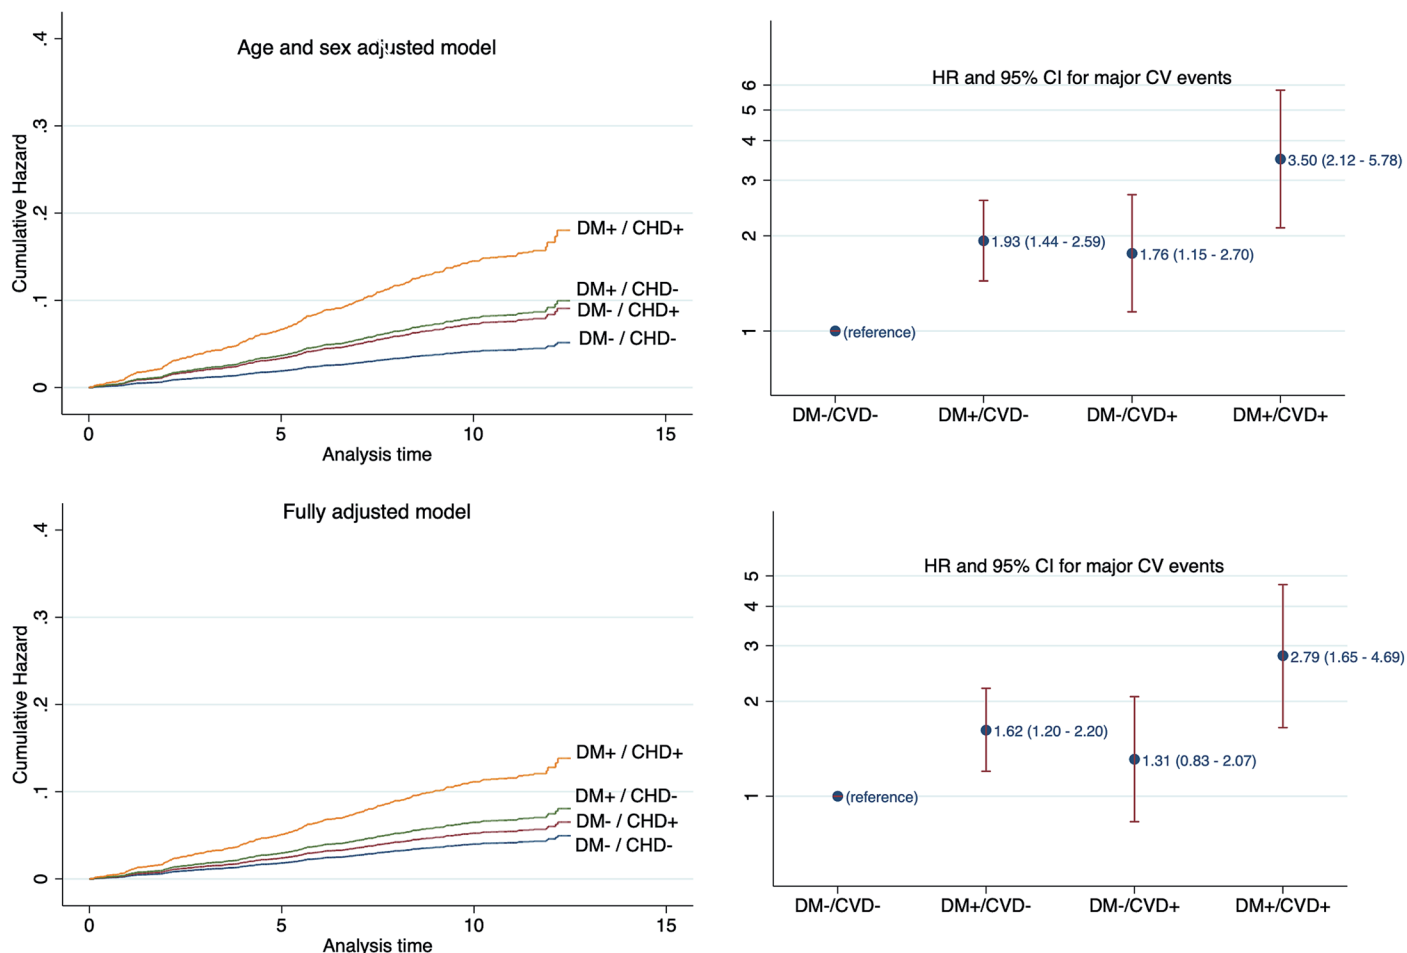 Age and sex adjusted model
.4
.3
.2
.1
0
Cumulative Hazard
DM+ / CHD+
DM+ / CHD-
DM- / CHD+
DM- / CHD-
0 5 10 15
Analysis time
HR and 95% CI for major CV events
6
5
4
3
2
1
3.50 (2.12 - 5.78)
1.93 (1.44 - 2.59)
1.76 (1.15 - 2.70)
(reference)
DM-/CVD- DM+/CVD- DM-/CVD+ DM+/CVD+
Fully adjusted model
.4
.3
.2
.1
0
Cumulative Hazard
DM+ / CHD+
DM+ / CHD-
DM- / CHD+
DM- / CHD-
0 5 10 15
Analysis time
HR and 95% CI for major CV events
5
4
3
2
1
2.79 (1.65 - 4.69)
1.62 (1.20 - 2.20)
1.31 (0.83 - 2.07)
(reference)
DM-/CVD- DM+/CVD- DM-/CVD+ DM+/CVD+